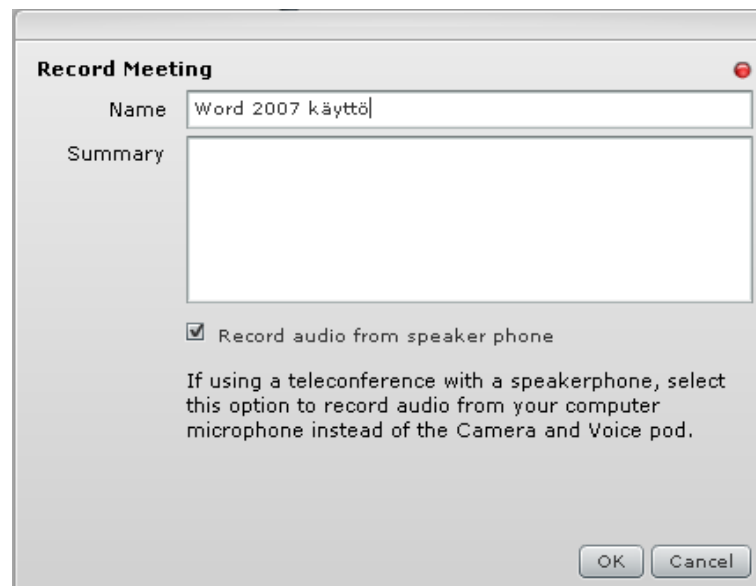 Record Meeting
Name Word 2007 käyttö
Summary
Record audio from speaker phone
If using a teleconference with a speakerphone, select
this option to record audio from your computer
microphone instead of the Camera and Voice pod.
OK Cancel